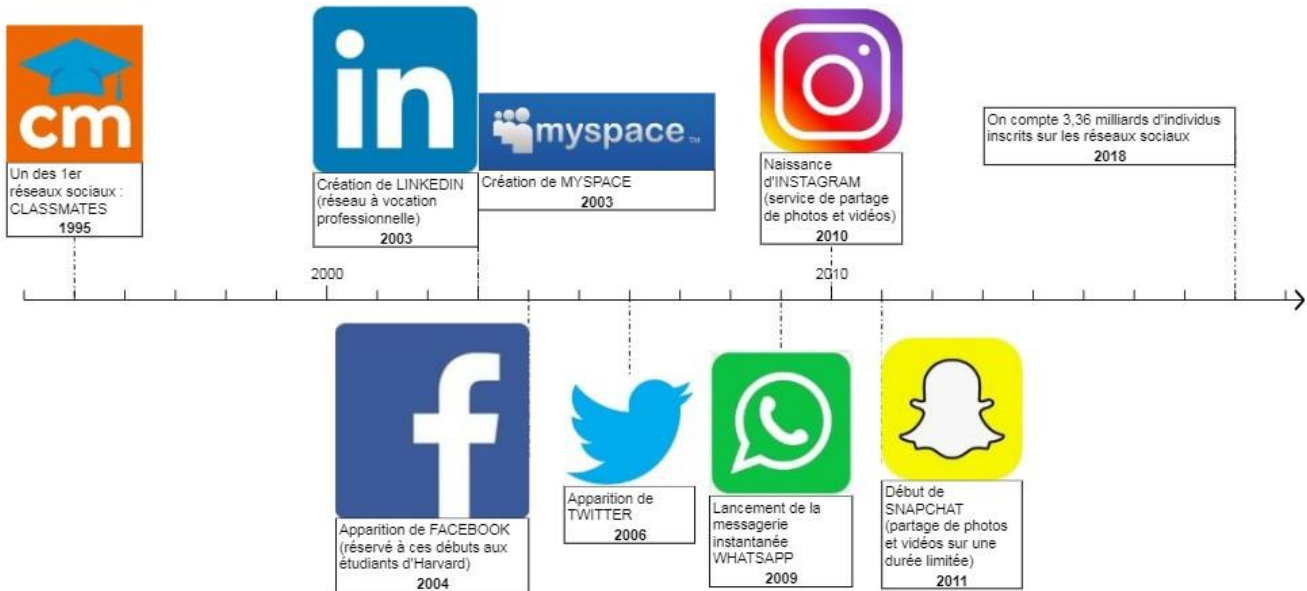 cm
Un des 1er
réseaux sociaux :
CLASSMATES
1995
in
Création de LINKEDIN
(réseau à vocation
professionnelle)
2003
myspace™
Création de MYSPACE
2003
Naissance
d'INSTAGRAM
(service de partage
de photos et vidéos)
2010
On compte 3,36 milliards d'individus
inscrits sur les réseaux sociaux
2018
2000
2010
f
Apparition de FACEBOOK
(réservé à ces débuts aux
étudiants d'Harvard)
2004
Apparition de
TWITTER
2006
Lancement de la
messagerie
instantanée
WHATSAPP
2009
Début de
SNAPCHAT
(partage de photos
et vidéos sur une
durée limitée)
2011